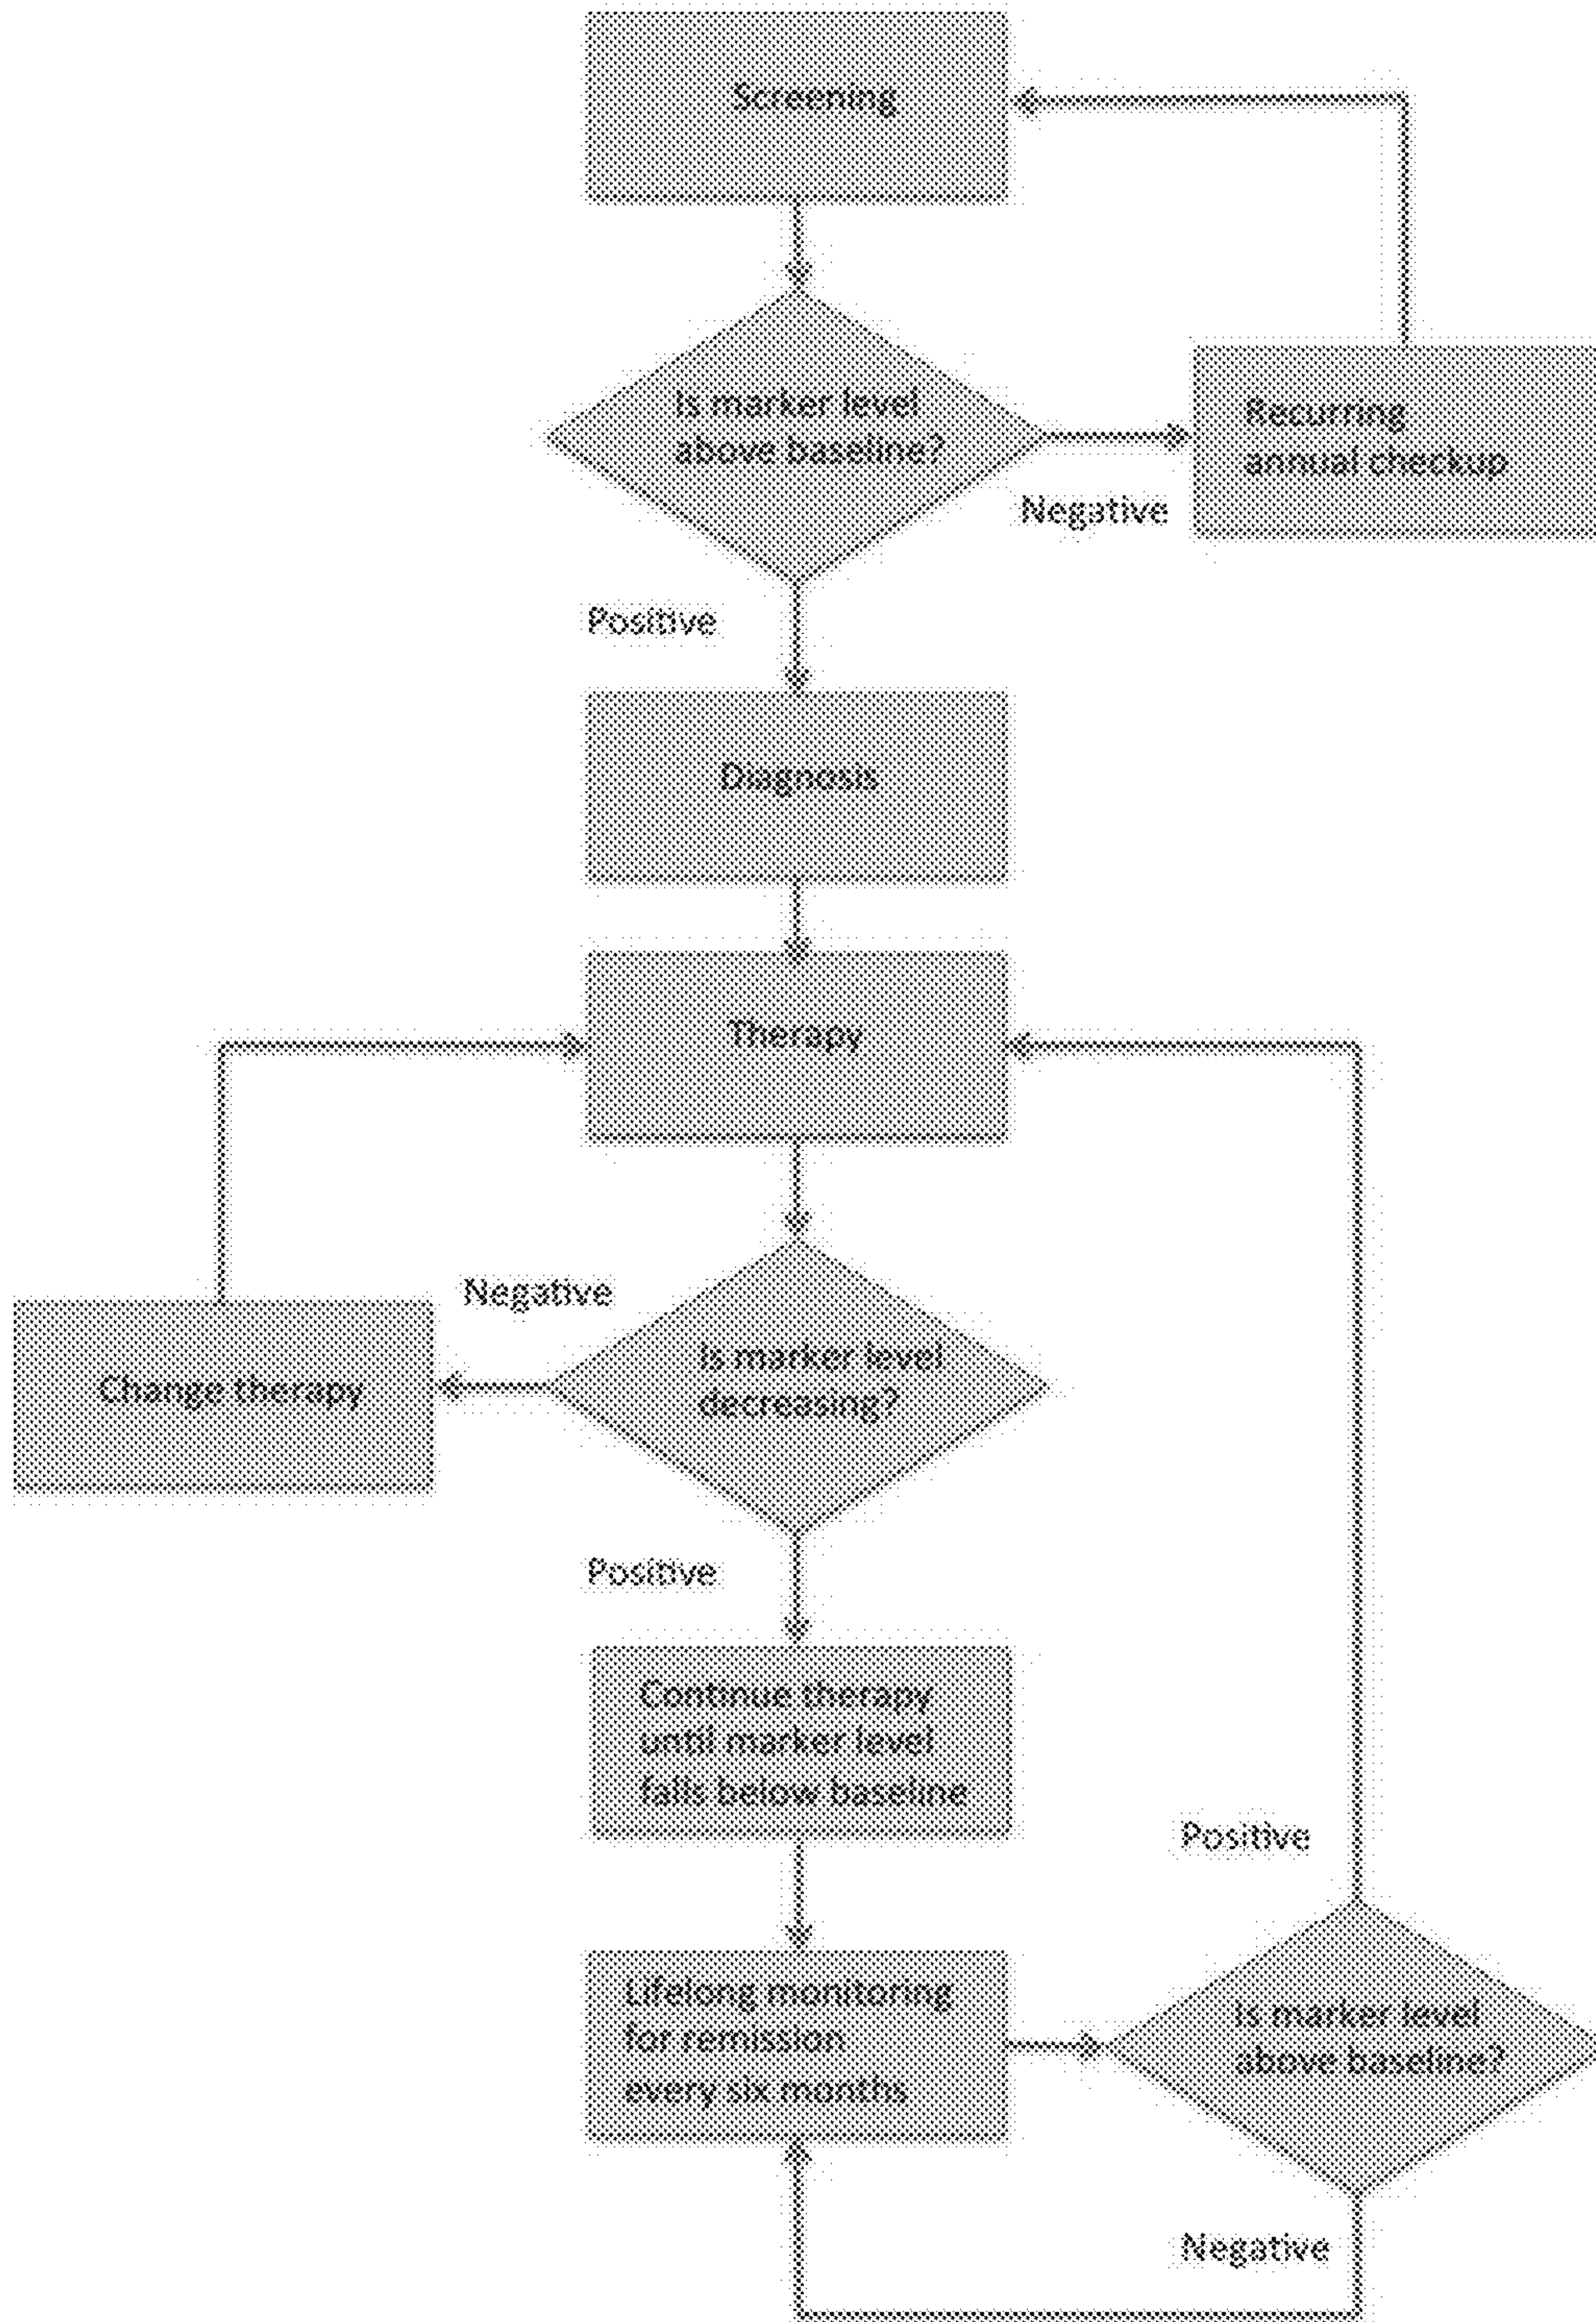 Screening
Is marker level
above baseline?
Negative
Recurring
annual checkup
Positive
Diagnosis
Therapy
Negative
Is marker level
decreasing?
Change therapy
Positive
Continue therapy
until marker level
falls below baseline
Positive
Lifelong monitoring
for remission
every six months
Is marker level
above baseline?
Negative